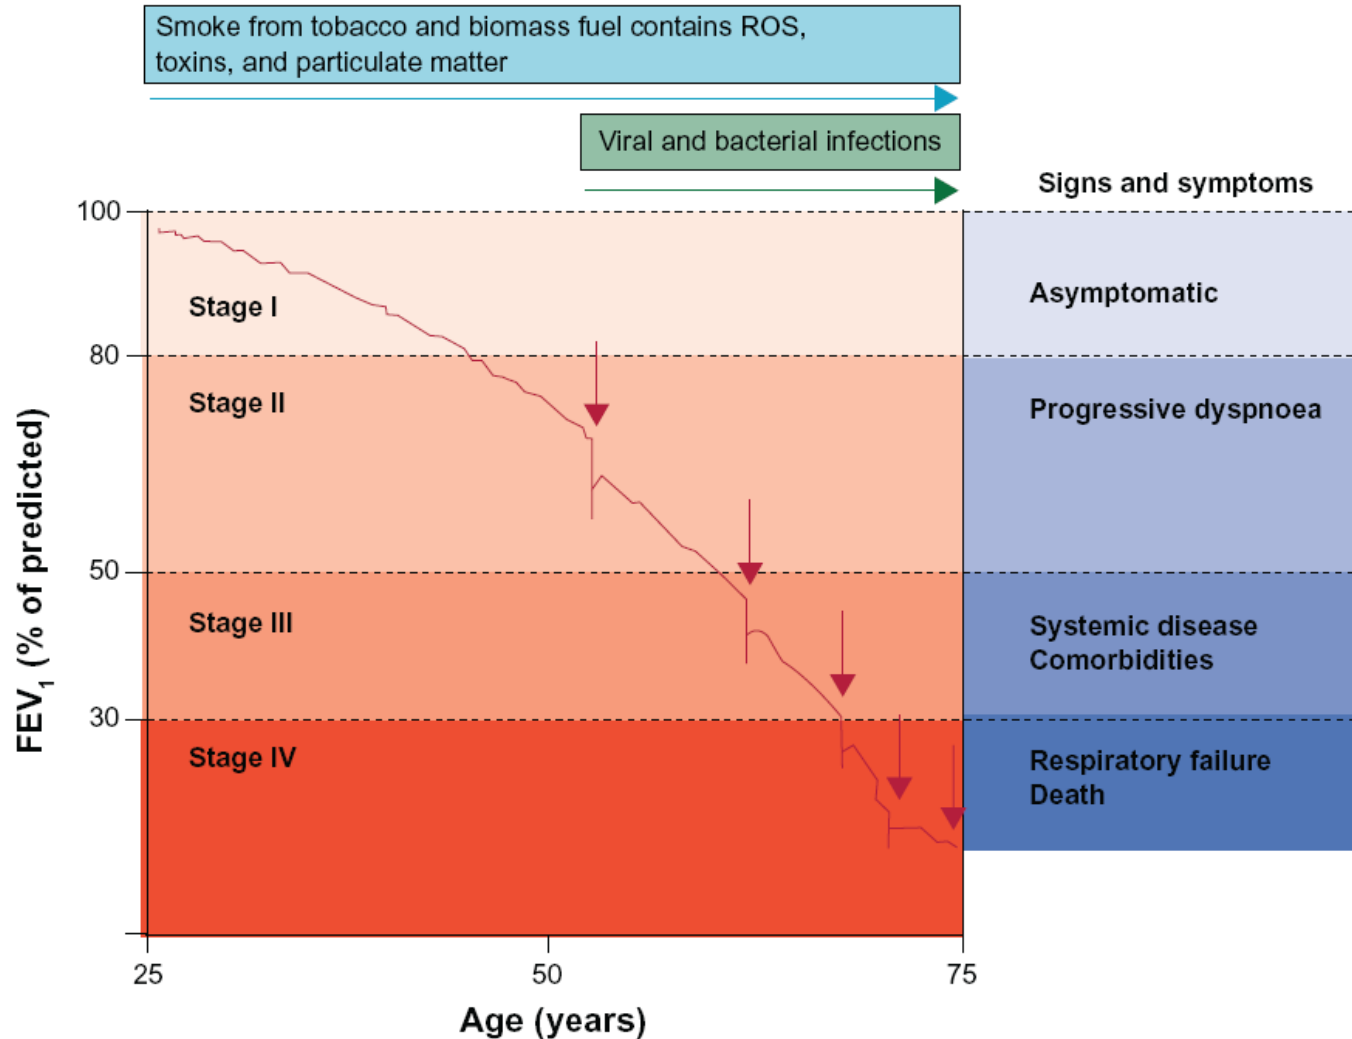 Smoke from tobacco and biomass fuel contains ROS,
toxins, and particulate matter
Viral and bacterial infections
Signs and symptoms
100
Stage I
Asymptomatic
80
Stage II
Progressive dyspnoea
FEV₁ (% of predicted)
50
Stage III
Systemic disease
Comorbidities
30
Stage IV
Respiratory failure
Death
25
50
75
Age (years)